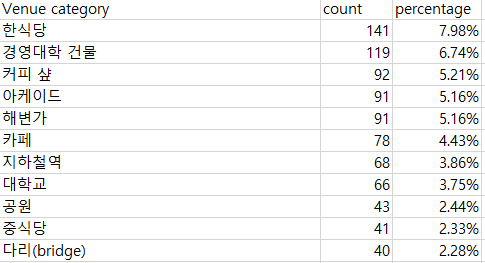 Venue category count percentage
한식당 141 7.98%
경영대학 건물 119 6.74%
커피 샾 92 5.21%
아케이드 91 5.16%
해변가 91 5.16%
카페 78 4.43%
지하철역 68 3.86%
대학교 66 3.75%
공원 43 2.44%
중식당 41 2.33%
다리(bridge) 40 2.28%